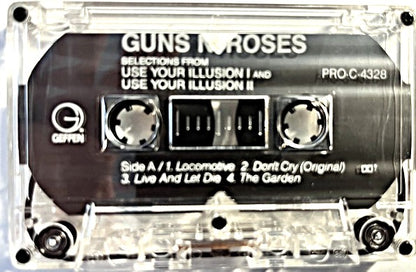 GUNS N' ROSES
SELECTIONS FROM
USE YOUR ILLUSION I AND
USE YOUR ILLUSION II
PRO-C-4328
G
GEFFEN
Side A / 1. Locomotive 2. Don't Cry (Original)
3. Live And Let Die 4. The Garden